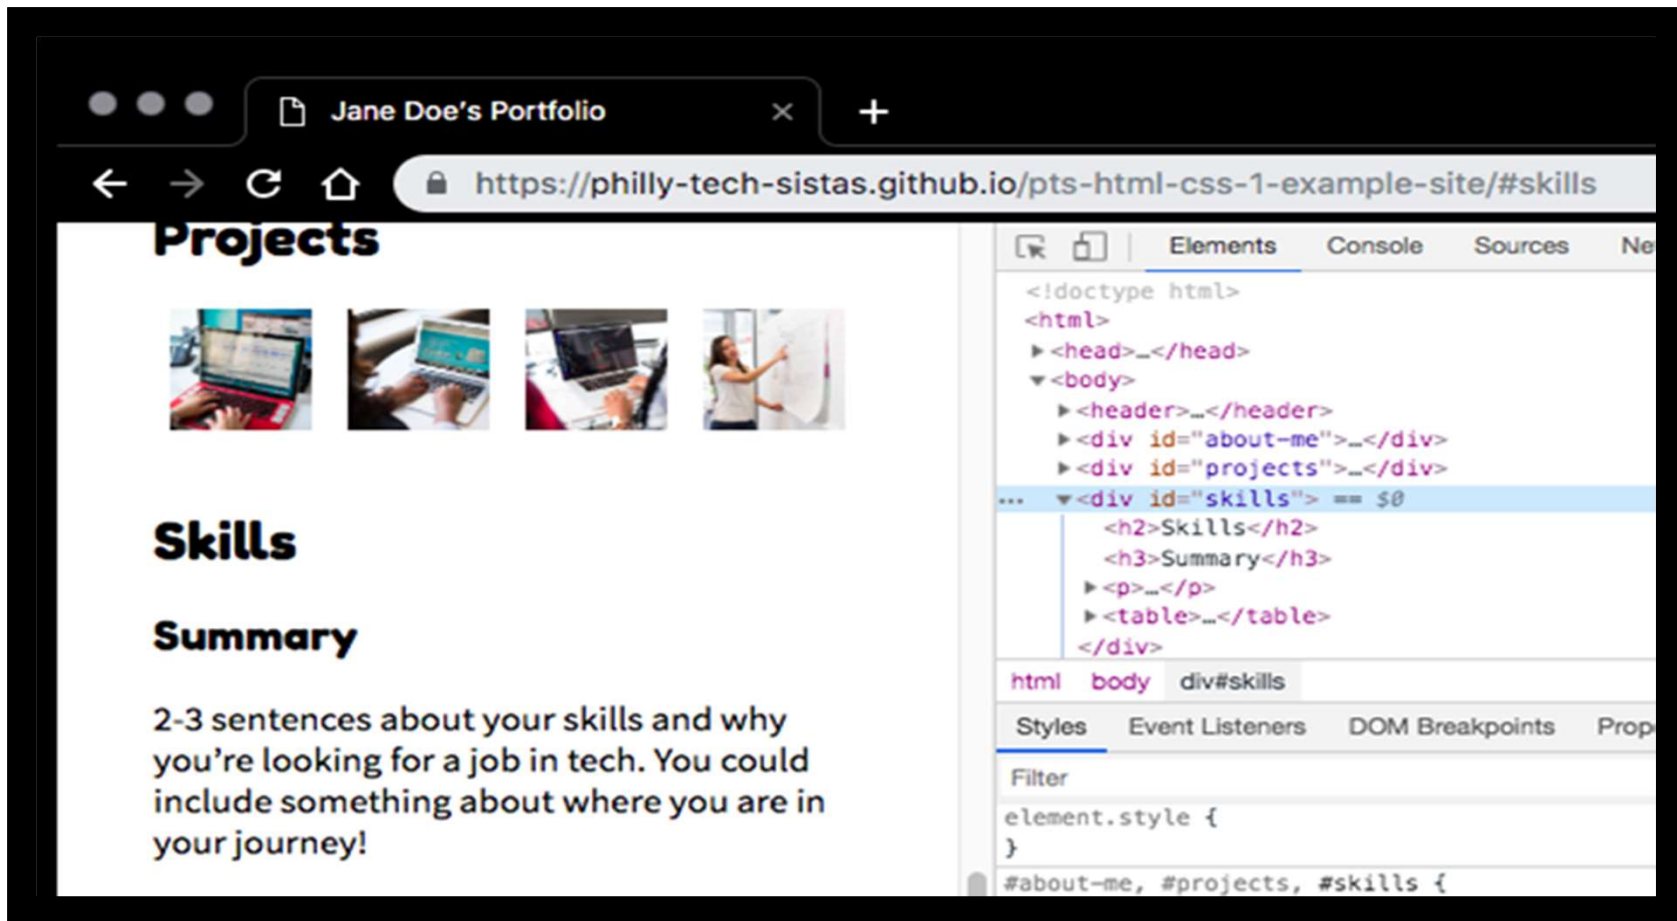 Jane Doe's Portfolio
https://philly-tech-sistas.github.io/pts-html-css-1-example-site/#skills
Projects
Skills
Summary
2-3 sentences about your skills and why
you're looking for a job in tech. You could
include something about where you are in
your journey!
Elements Console Sources Ne
<!doctype html>
<html>
<head>…</head>
<body>
<header>…</header>
<div id="about-me">…</div>
<div id="projects">…</div>
<div id="skills"> == $0
<h2>Skills</h2>
<h3>Summary</h3>
<p>…</p>
<table>…</table>
</div>
html body div#skills
Styles Event Listeners DOM Breakpoints Prop
Filter
element.style {
}
#about-me, #projects, #skills {